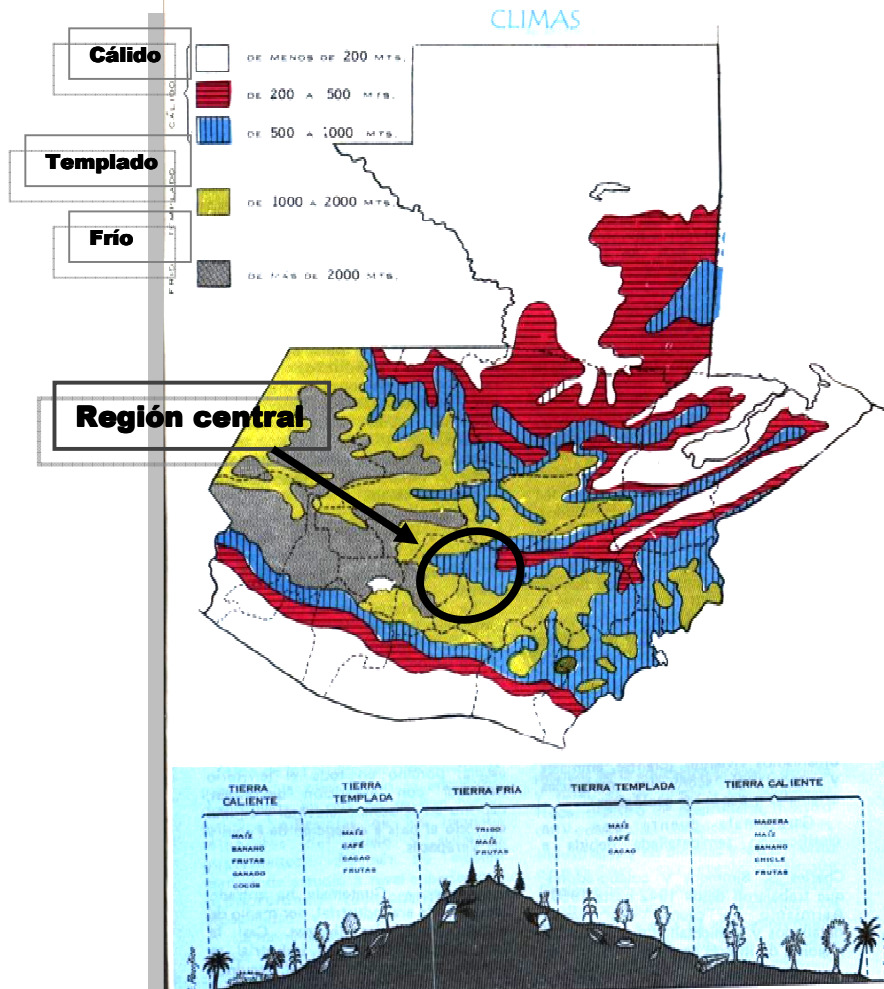 CLIMAS
Cálido
DE MENOS DE 200 MTS.
DE 200 A 500 MTS.
CÁLIDO
DE 500 A 1000 MTS.
Templado
DE 1000 A 2000 MTS.
TEMPLADO
Frío
DE MAS DE 2000 MTS.
FRIO
Región central
TIERRA CALIENTE
MAÍZ
BANANO
FRUTAS
GANADO
COCOS
TIERRA TEMPLADA
MAÍZ
CAFÉ
CACAO
FRUTAS
TIERRA FRÍA
TRIGO
MAÍZ
FRUTAS
TIERRA TEMPLADA
MAÍZ
CAFÉ
CACAO
TIERRA CALIENTE
MADERA
MAÍZ
BANANO
CHICLE
FRUTAS